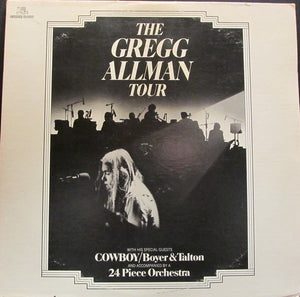 THE
GREGG
ALLMAN
TOUR
WITH HIS SPECIAL GUESTS
COWBOY/Boyer & Talton
AND ACCOMPANIED BY A
24 Piece Orchestra